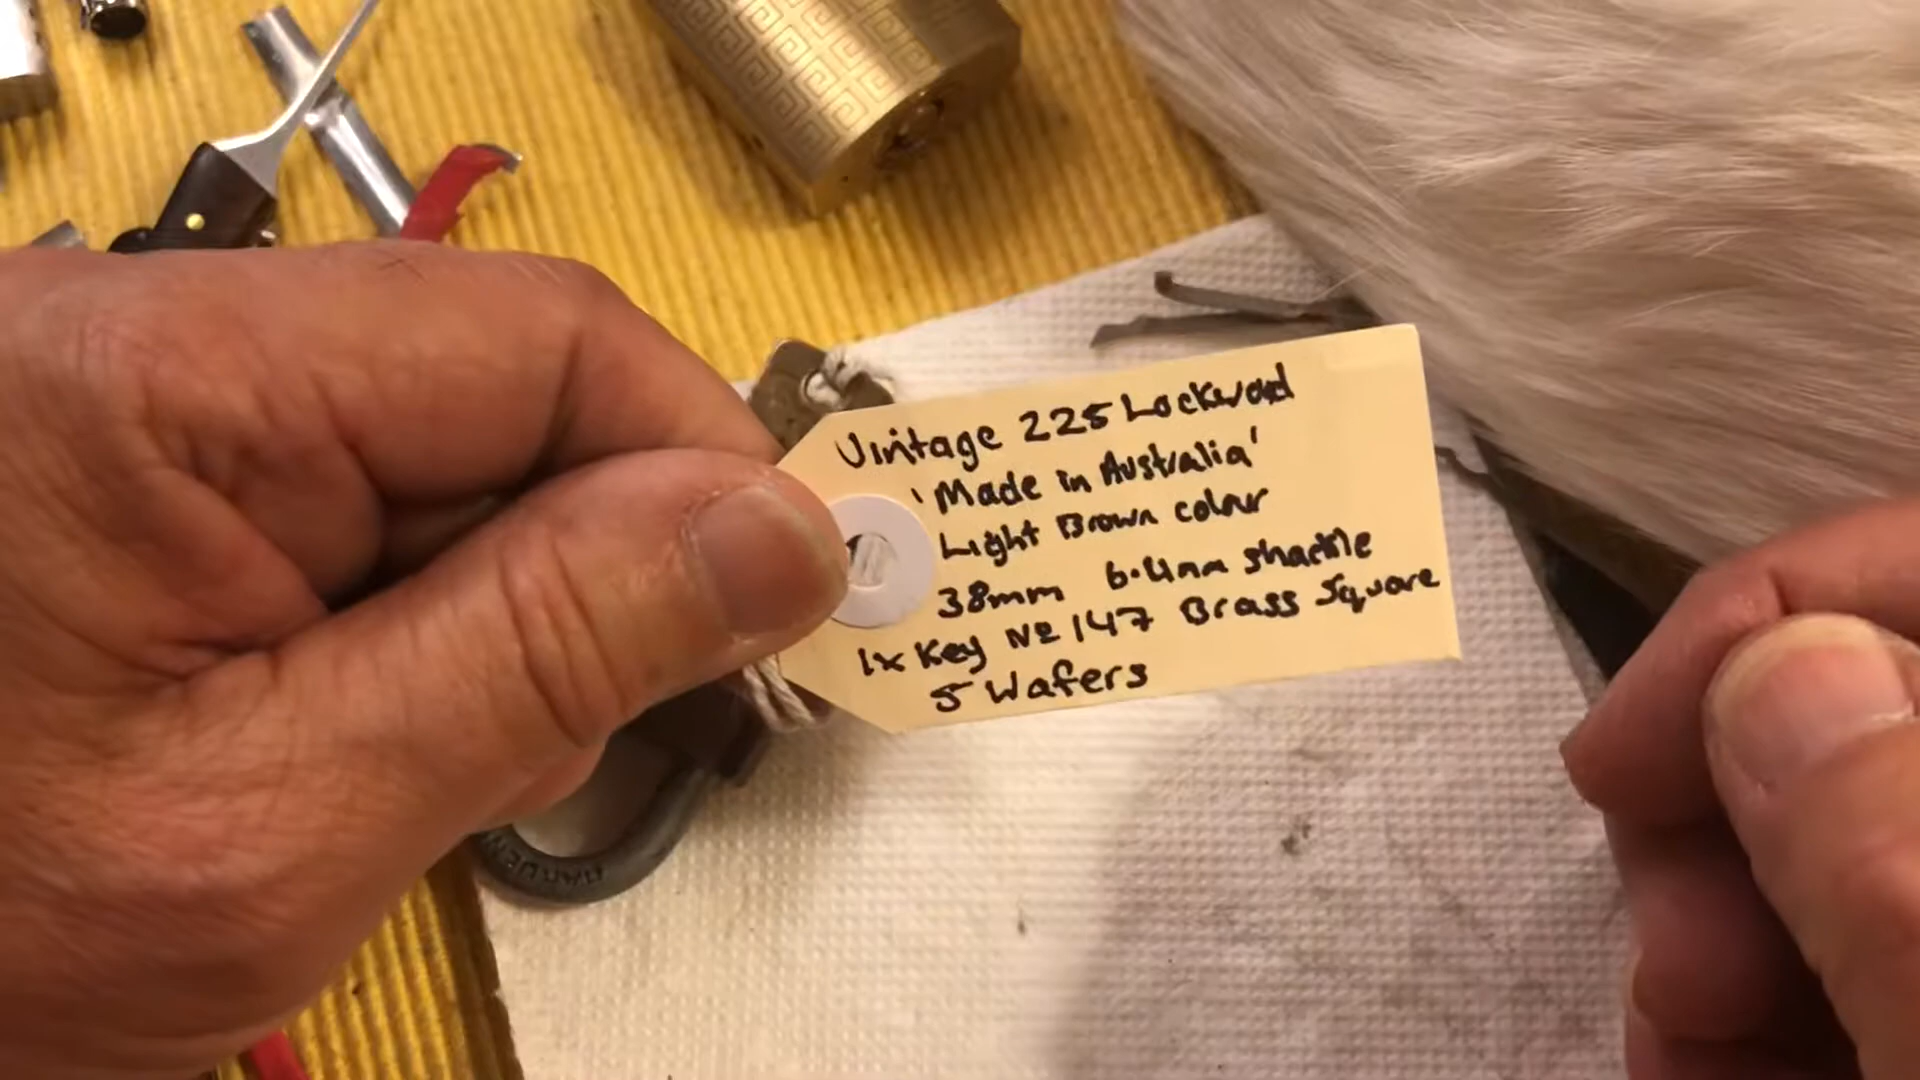 Vintage 225 Lockwood
'Made in Australia'
Light Brown colour
38mm 6.4mm shackle
1x Key No 147 Brass Square
5 Wafers